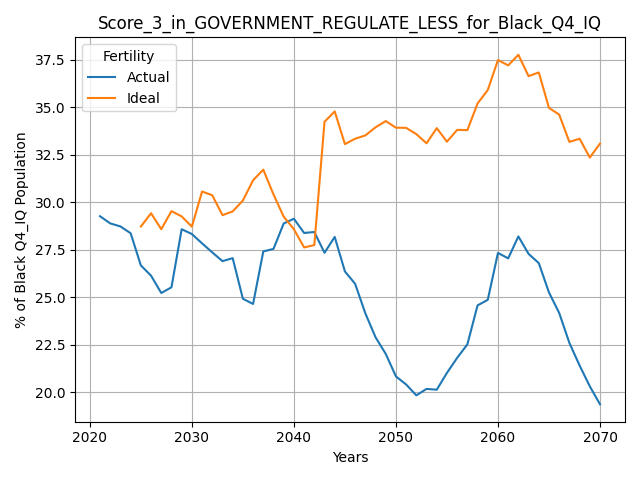 Score_3_in_GOVERNMENT_REGULATE_LESS_for_Black_Q4_IQ
Fertility
Actual
Ideal
% of Black Q4_IQ Population
37.5
35.0
32.5
30.0
27.5
25.0
22.5
20.0
2020 2030 2040 2050 2060 2070
Years